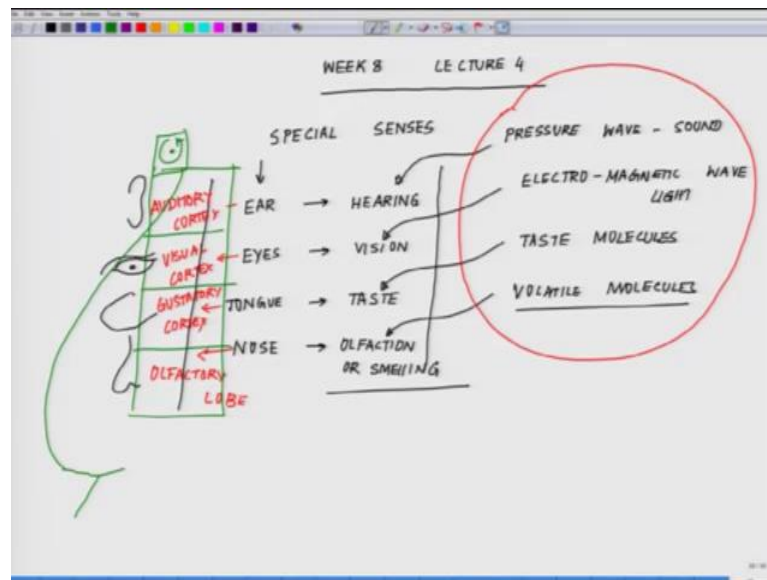 WEEK 8 LECTURE 4
SPECIAL SENSES
PRESSURE WAVE - SOUND
AUDITORY CORTEX
EAR → HEARING
ELECTRO-MAGNETIC WAVE
LIGHT
VISUAL CORTEX
EYES → VISION
TASTE MOLECULES
GUSTATORY CORTEX
TONGUE → TASTE
VOLATILE MOLECULES
NOSE → OLFACTION
OR SMELLING
OLFACTORY
LOBE